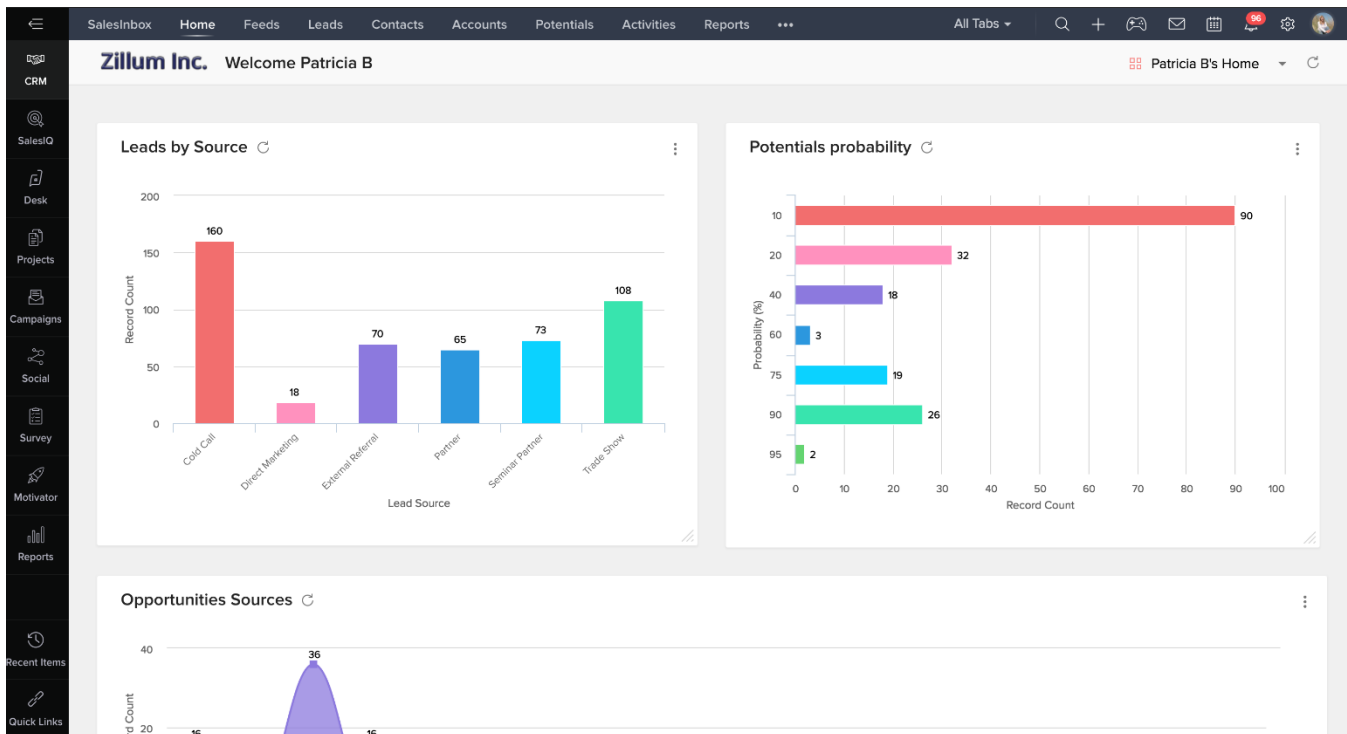 SalesInbox Home Feeds Leads Contacts Accounts Potentials Activities Reports ••• All Tabs 96
CRM
SalesIQ
Desk
Projects
Campaigns
Social
Survey
Motivator
Reports
Recent Items
Quick Links
Zillum Inc. Welcome Patricia B Patricia B's Home
Leads by Source
200
150
100
50
0
Record Count
160
18
70
65
73
108
Cold Call
Direct Marketing
External Referral
Partner
Seminar Partner
Trade Show
Lead Source
Potentials probability
Probability (%)
10 90
20 32
40 18
60 3
75 19
90 26
95 2
0 10 20 30 40 50 60 70 80 90 100
Record Count
Opportunities Sources
40
36
20
16
16
Count